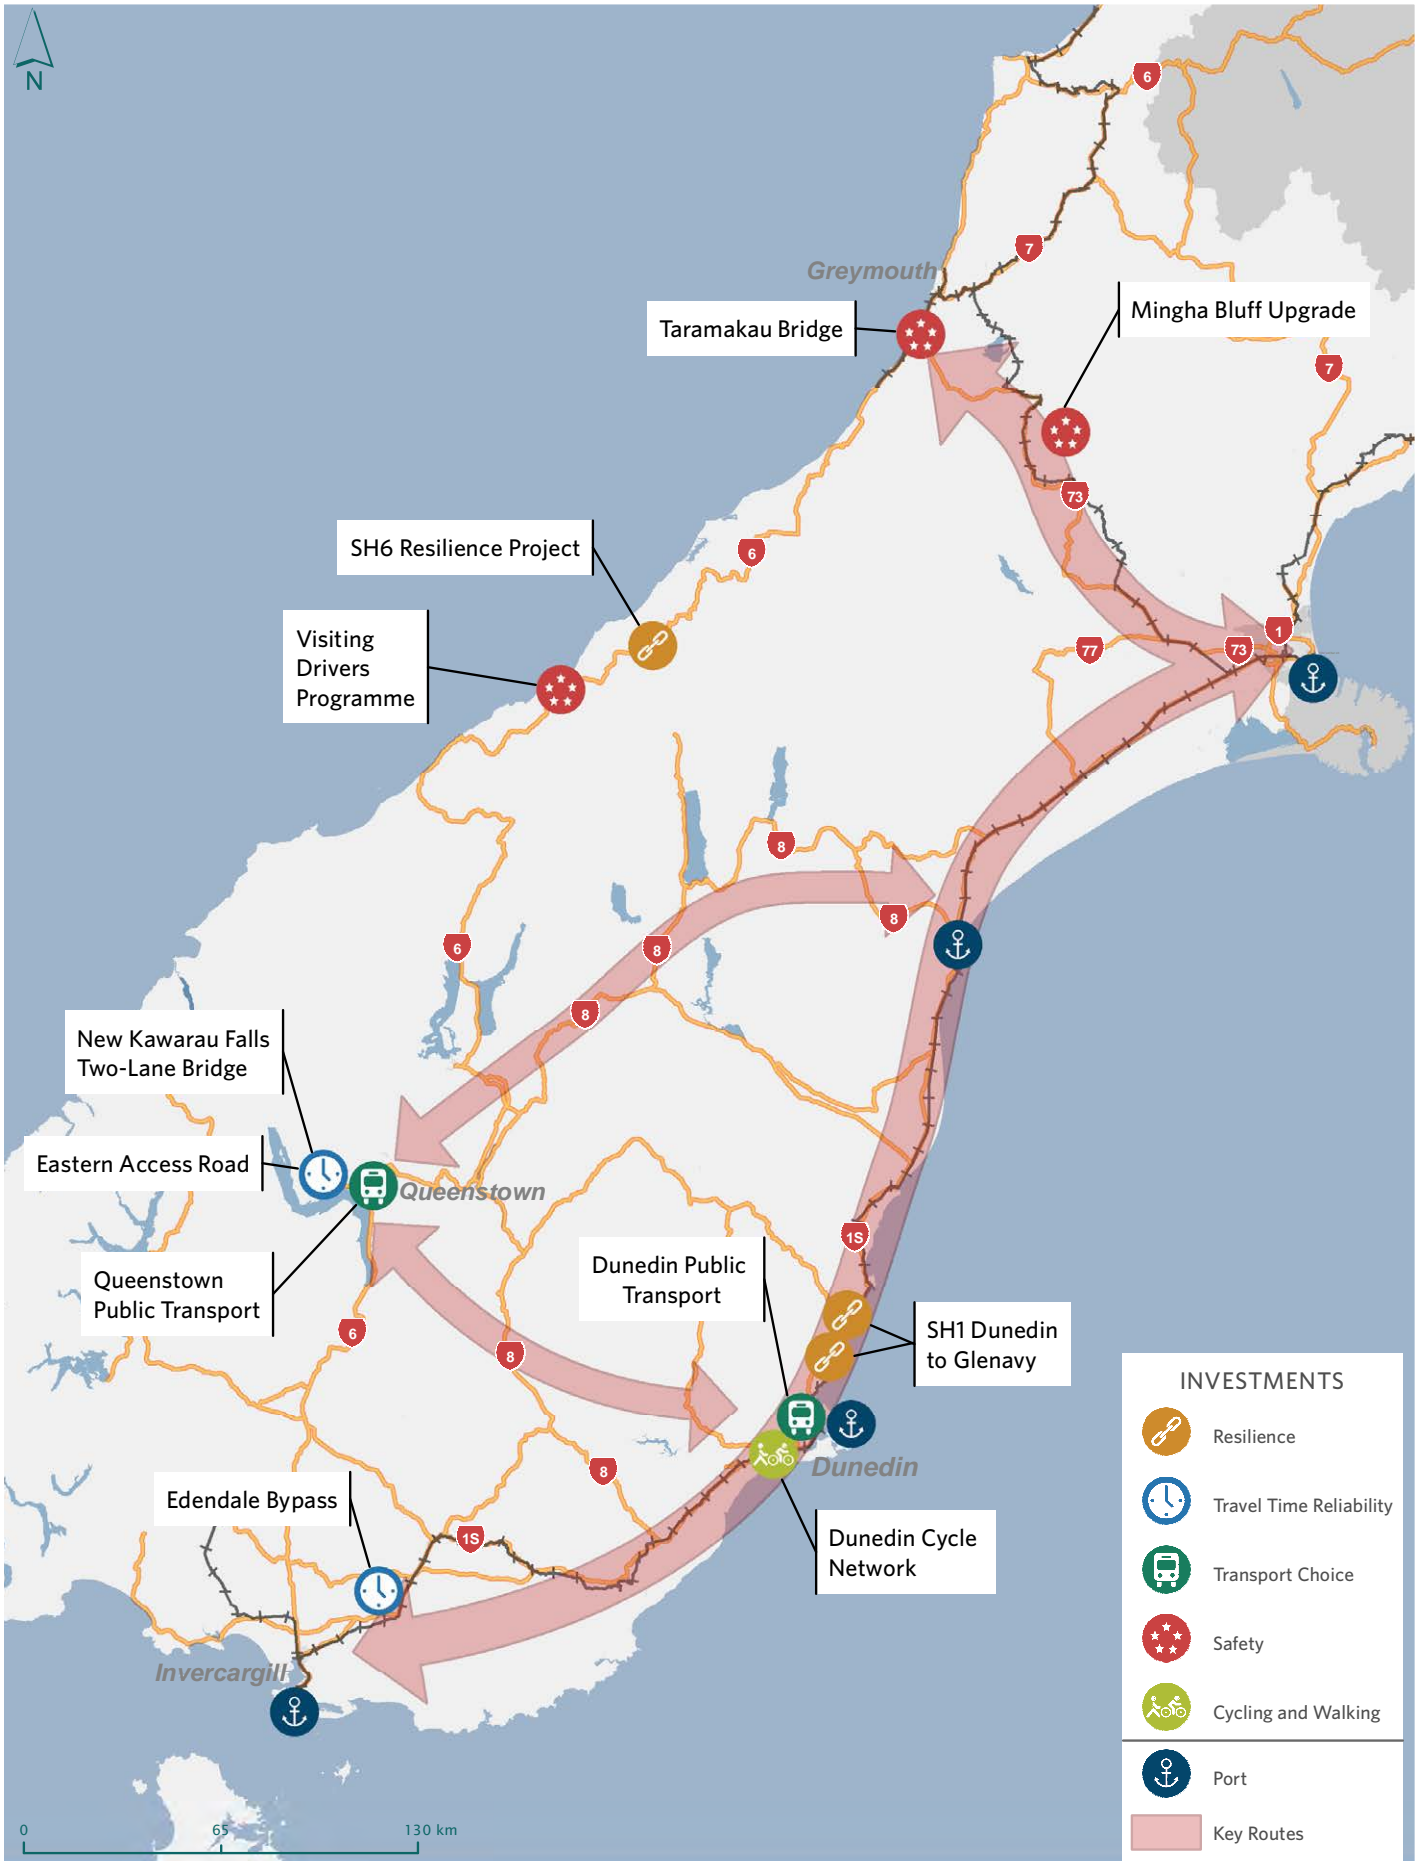 N
6
7
Greymouth
Taramakau Bridge
Mingha Bluff Upgrade
7
73
SH6 Resilience Project
6
Visiting
Drivers
Programme
1
77
73
8
8
6
8
8
New Kawarau Falls
Two-Lane Bridge
Eastern Access Road
Queenstown
Queenstown
Public Transport
1S
Dunedin Public
Transport
6
8
SH1 Dunedin
to Glenavy
Dunedin
8
Edendale Bypass
1S
Dunedin Cycle
Network
Invercargill
INVESTMENTS
Resilience
Travel Time Reliability
Transport Choice
Safety
Cycling and Walking
Port
Key Routes
0 65 130 km